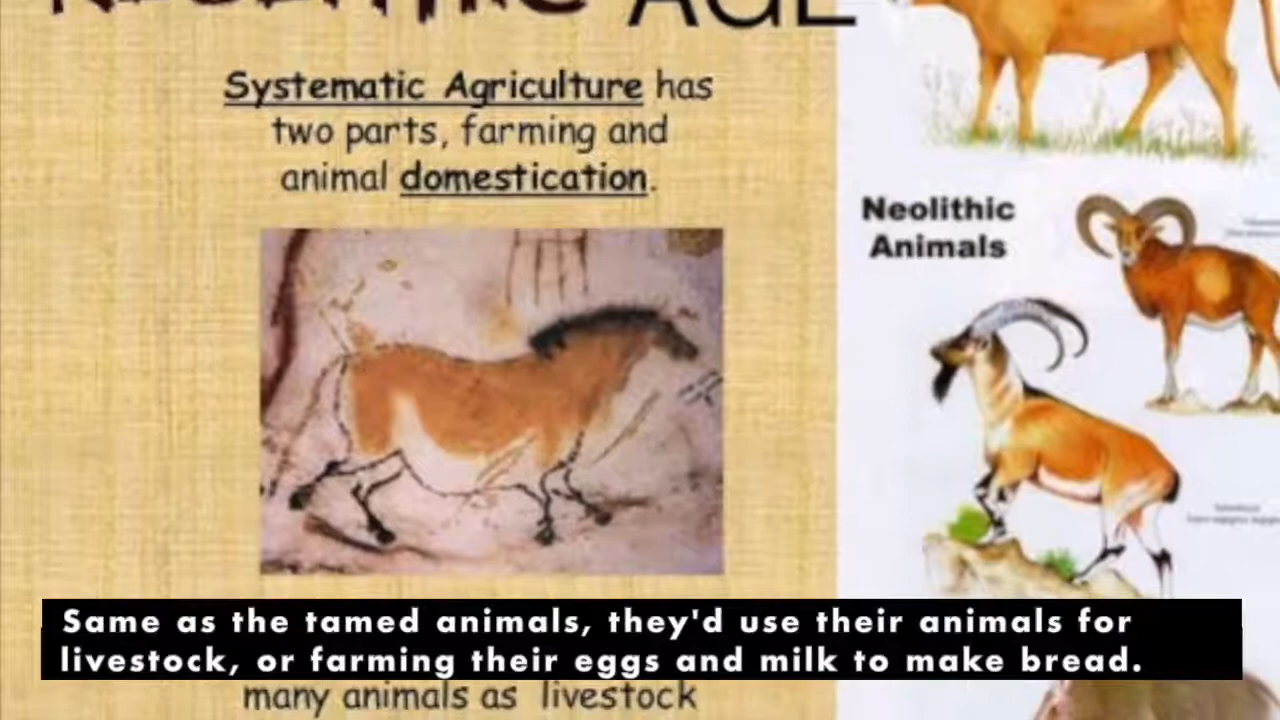 NEOLITHIC AGE
Systematic Agriculture has
two parts, farming and
animal domestication.
Neolithic
Animals
Same as the tamed animals, they'd use their animals for
livestock, or farming their eggs and milk to make bread.
many animals as livestock